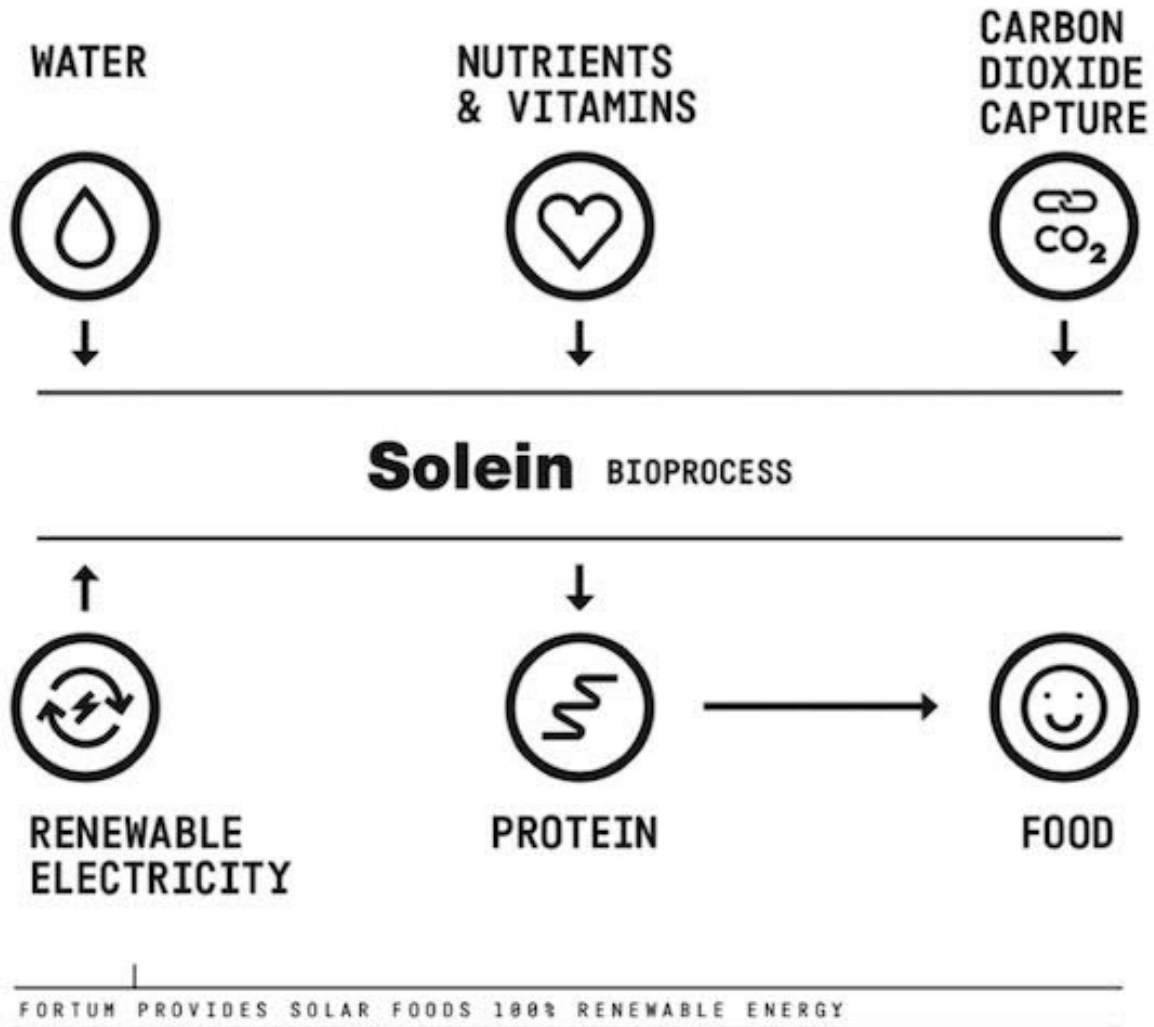 WATER
NUTRIENTS
& VITAMINS
CARBON
DIOXIDE
CAPTURE
CO₂
Solein BIOPROCESS
RENEWABLE
ELECTRICITY
PROTEIN
FOOD
FORTUM PROVIDES SOLAR FOODS 100% RENEWABLE ENERGY